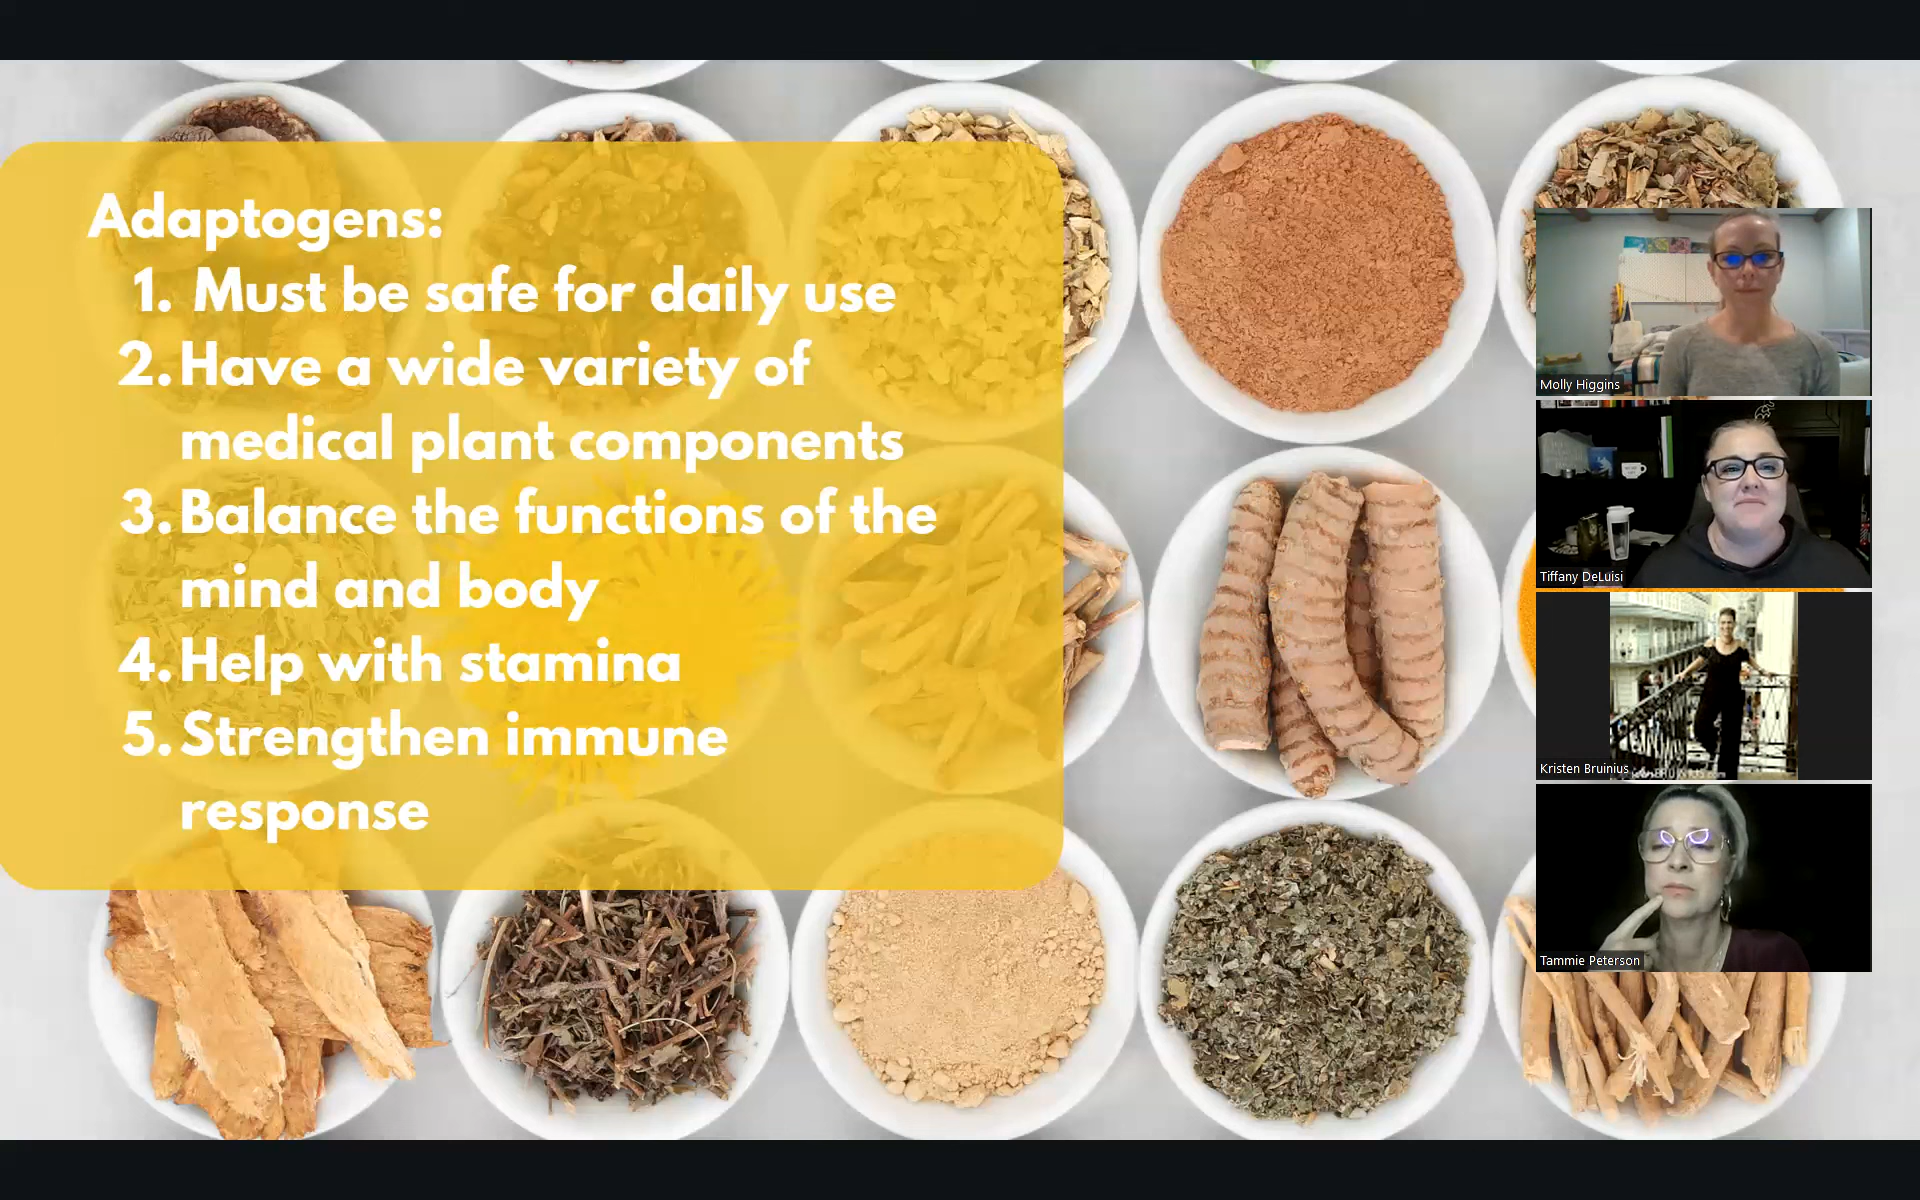 Adaptogens:
1. Must be safe for daily use
2. Have a wide variety of
medical plant components
3. Balance the functions of the
mind and body
4. Help with stamina
5. Strengthen immune
response
Molly Higgins
Tiffany DeLuisi
Kristen Bruinius
Tammie Peterson